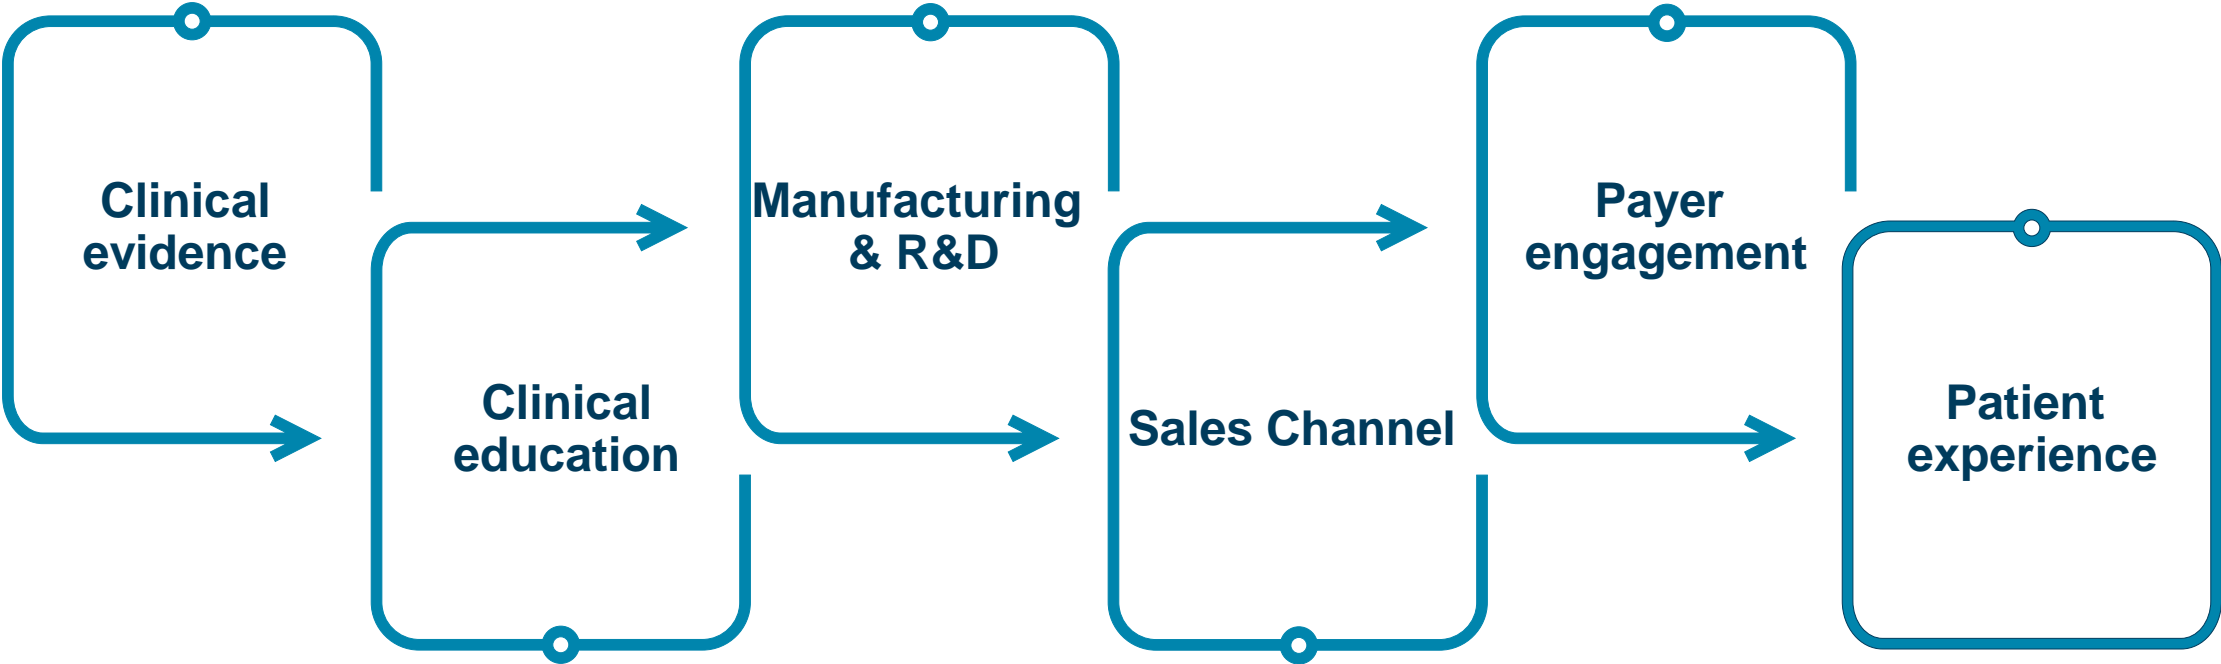 Clinical
evidence
Clinical
education
Manufacturing
& R&D
Sales Channel
Payer
engagement
Patient
experience